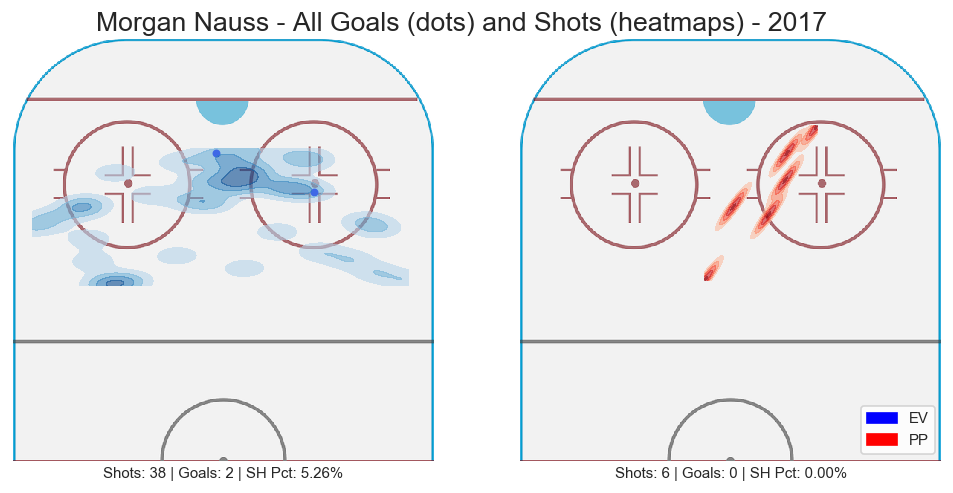 Morgan Nauss - All Goals (dots) and Shots (heatmaps) - 2017
EV
PP
Shots: 38 | Goals: 2 | SH Pct: 5.26%
Shots: 6 | Goals: 0 | SH Pct: 0.00%